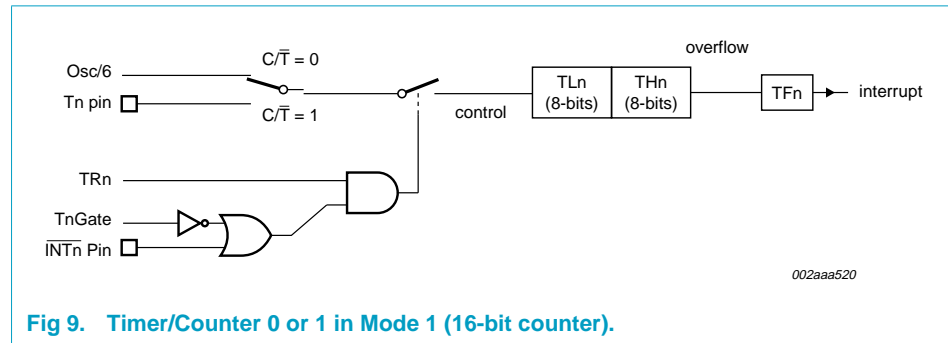 overflow
C/T̅ = 0
Osc/6
TLn
(8-bits)
THn
(8-bits)
TFn
interrupt
Tn pin
control
C/T̅ = 1
TRn
TnGate
I̅N̅T̅n̅ Pin
002aaa520
Fig 9. Timer/Counter 0 or 1 in Mode 1 (16-bit counter).